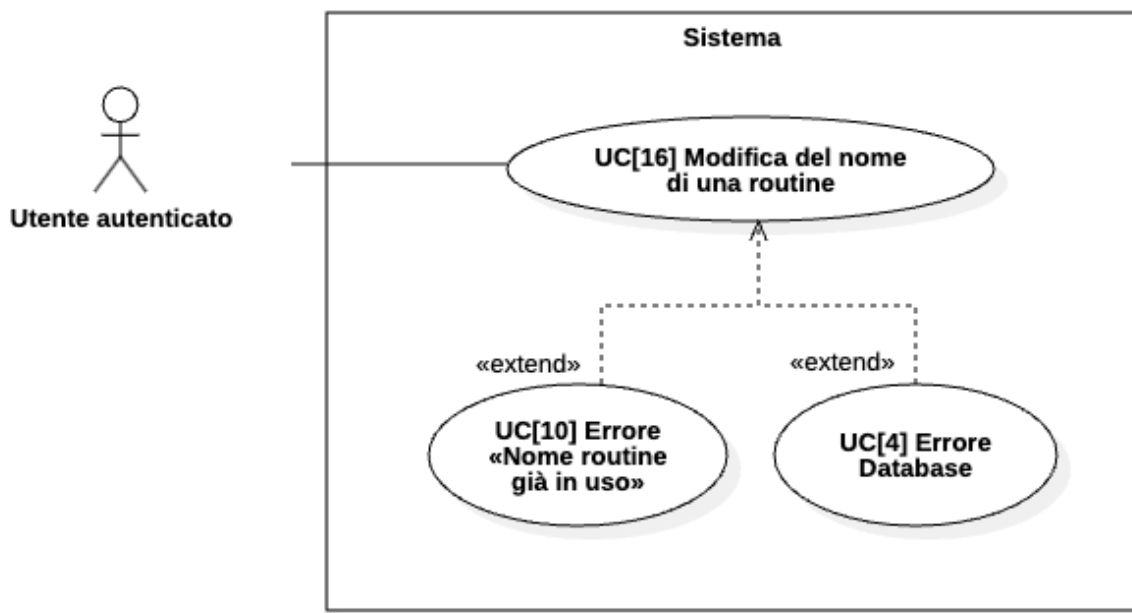 Sistema
Utente autenticato
UC[16] Modifica del nome
di una routine
«extend»
«extend»
UC[10] Errore
«Nome routine
già in uso»
UC[4] Errore
Database